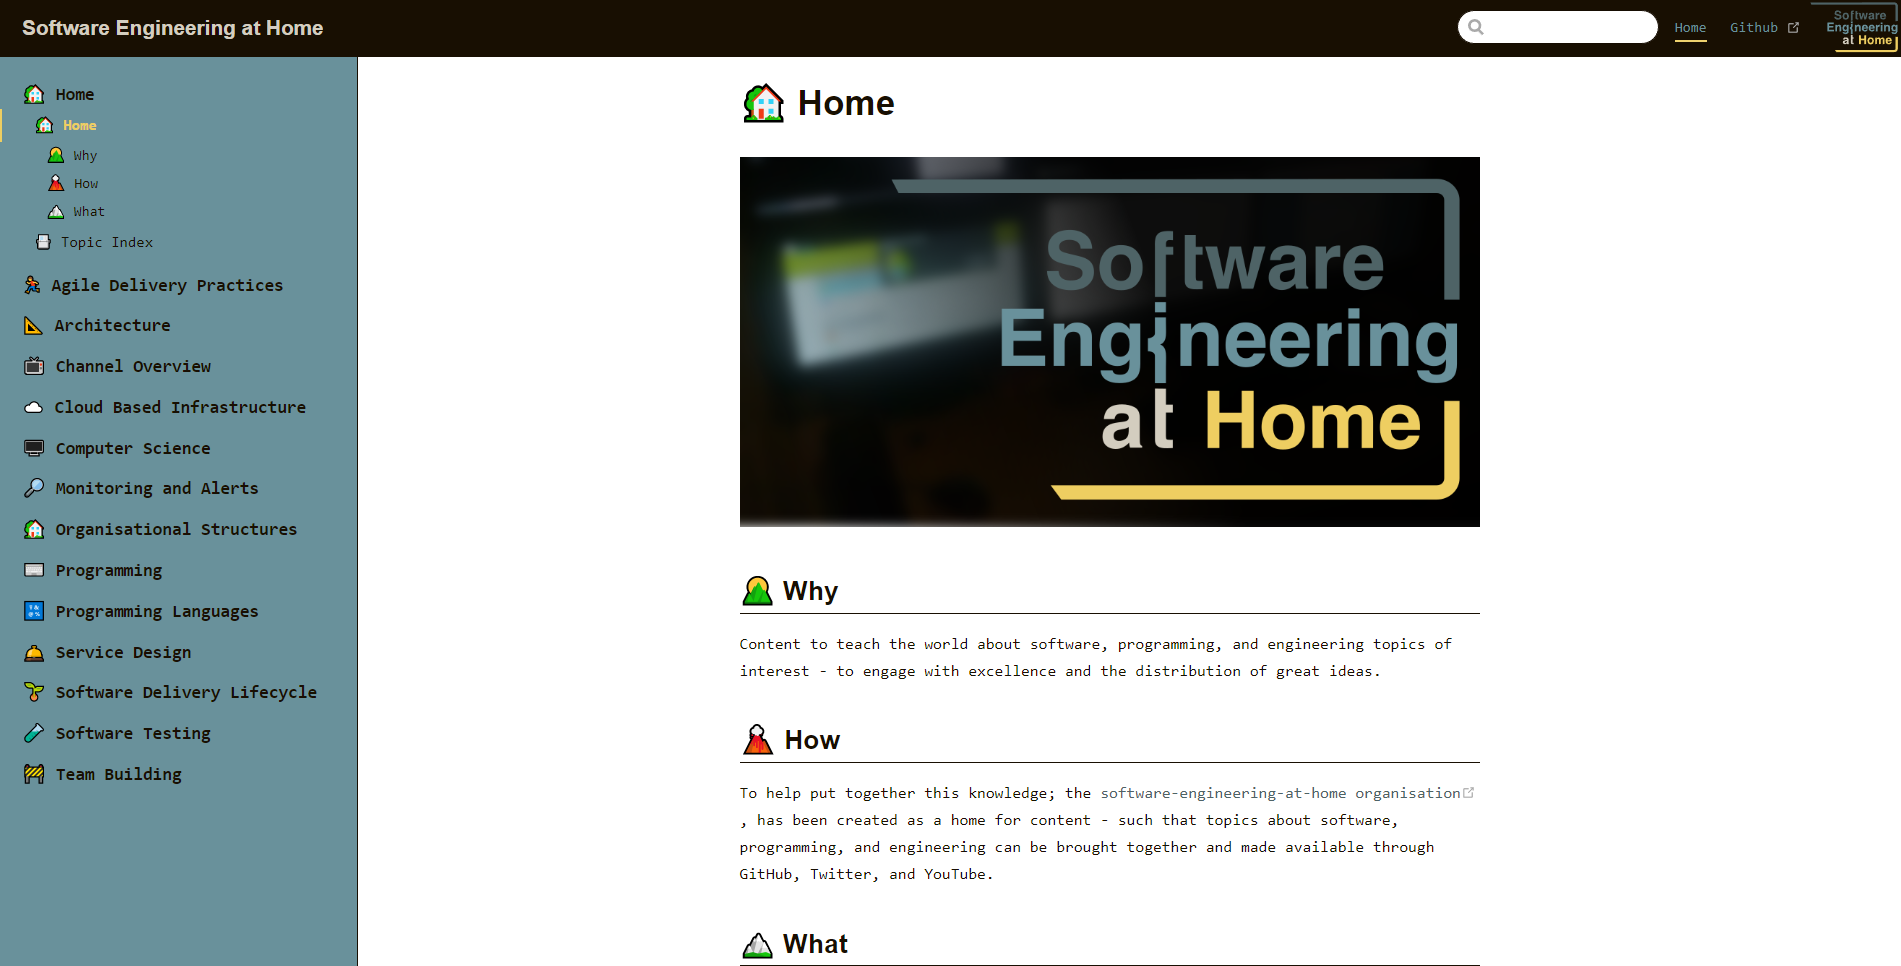 Software Engineering at Home
Home
Github
Software
Engineering
at Home
Home
Home
Why
How
What
Topic Index
Agile Delivery Practices
Architecture
Channel Overview
Cloud Based Infrastructure
Computer Science
Monitoring and Alerts
Organisational Structures
Programming
Programming Languages
Service Design
Software Delivery Lifecycle
Software Testing
Team Building
Home
Software
Eng{neering
at Home
Why
Content to teach the world about software, programming, and engineering topics of
interest - to engage with excellence and the distribution of great ideas.
How
To help put together this knowledge; the software-engineering-at-home organisation
, has been created as a home for content - such that topics about software,
programming, and engineering can be brought together and made available through
GitHub, Twitter, and YouTube.
What